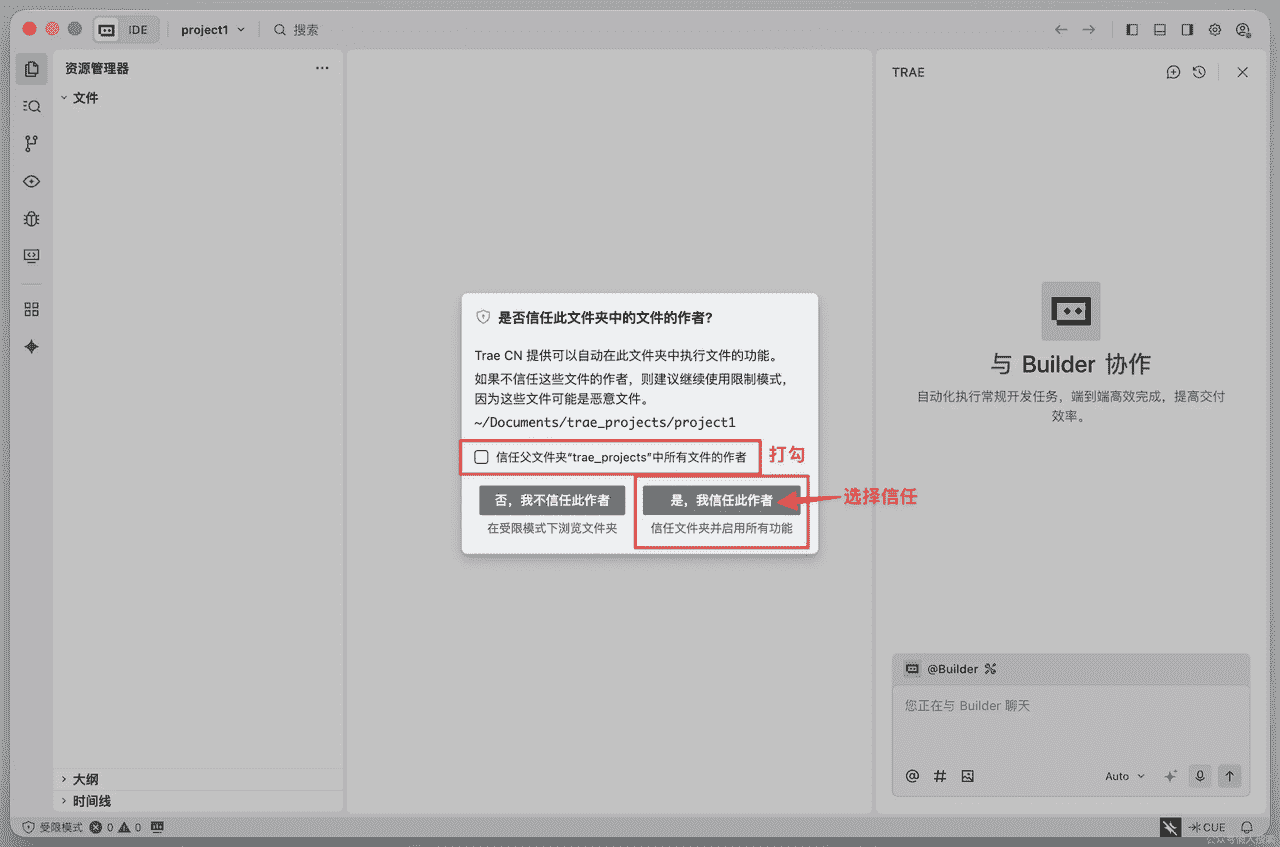 IDE
project1
搜索
资源管理器
文件
TRAE
与 Builder 协作
自动化执行常规开发任务，端到端高效完成，提高交付
效率。
是否信任此文件夹中的文件的作者?
Trae CN 提供可以自动在此文件夹中执行文件的功能。
如果不信任这些文件的作者，则建议继续使用限制模式，
因为这些文件可能是恶意文件。
~/Documents/trae_projects/project1
信任父文件夹“trae_projects”中所有文件的作者
打勾
否，我不信任此作者
是，我信任此作者
选择信任
在受限模式下浏览文件夹
信任文件夹并启用所有功能
@Builder
您正在与 Builder 聊天
Auto
大纲
时间线
受限模式
0
0
CUE